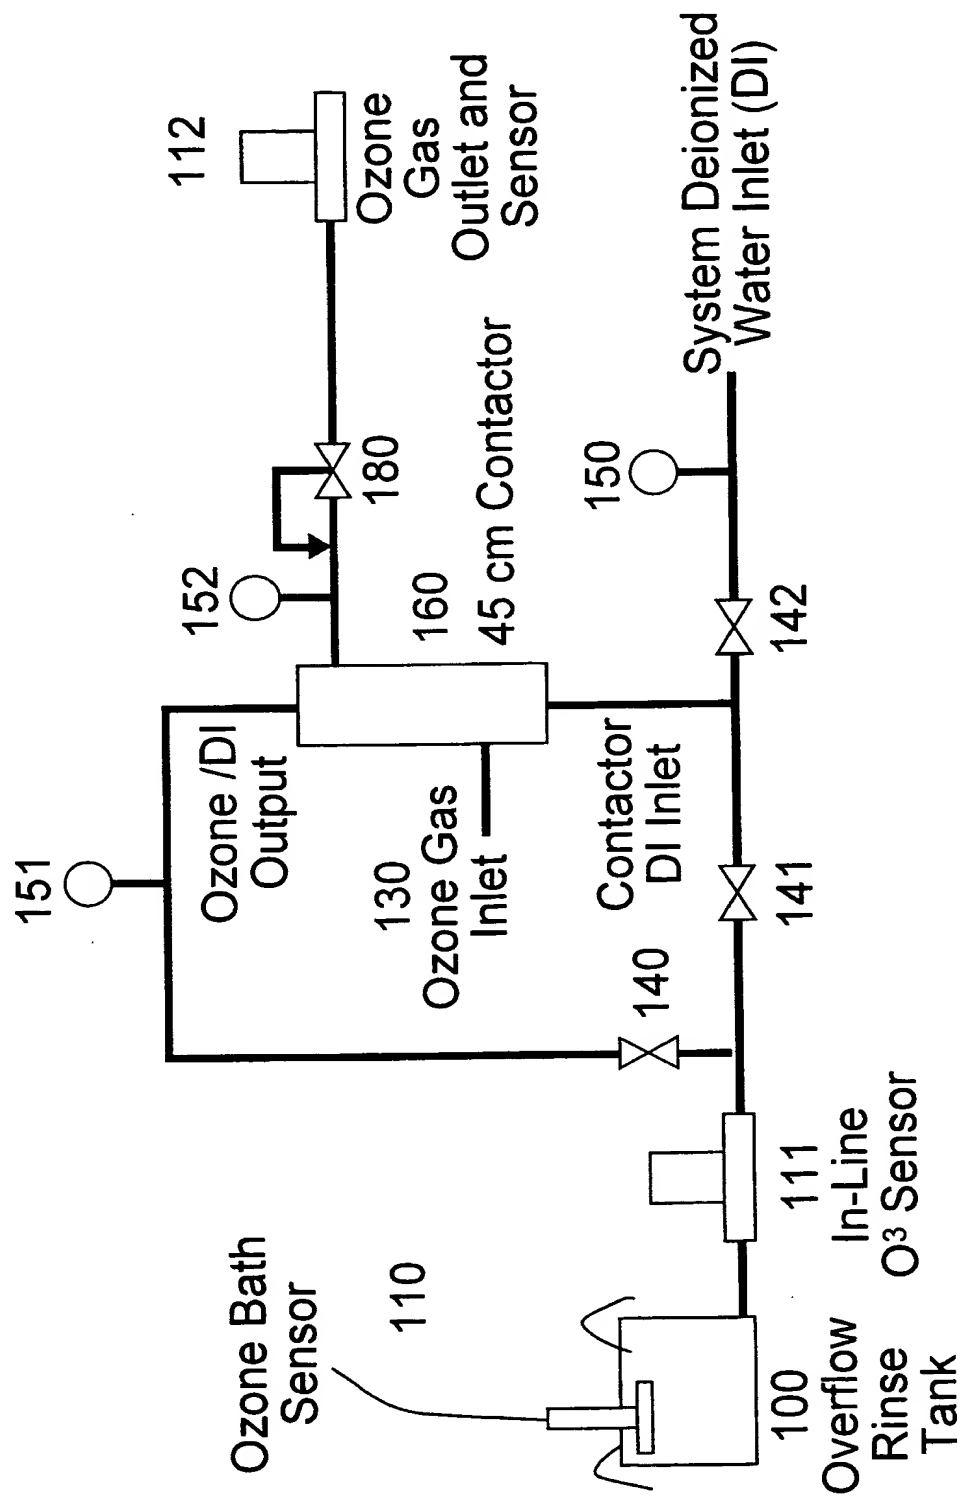 112
Ozone
Gas
Outlet and
Sensor
180
152
160
45 cm Contactor
System Deionized
Water Inlet (DI)
150
142
151
Ozone /DI
Output
130
Ozone Gas
Inlet
Contactor
DI Inlet
140
141
Ozone Bath
Sensor
110
111
In-Line
O³ Sensor
100
Overflow
Rinse
Tank